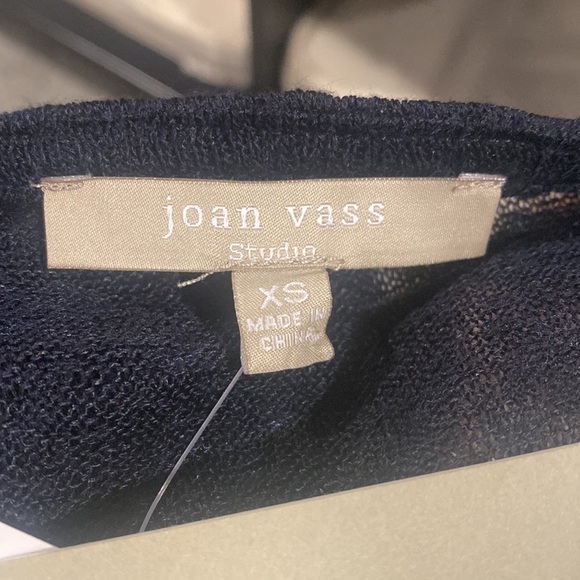 joan vass
Studio
XS
MADE IN
CHINA